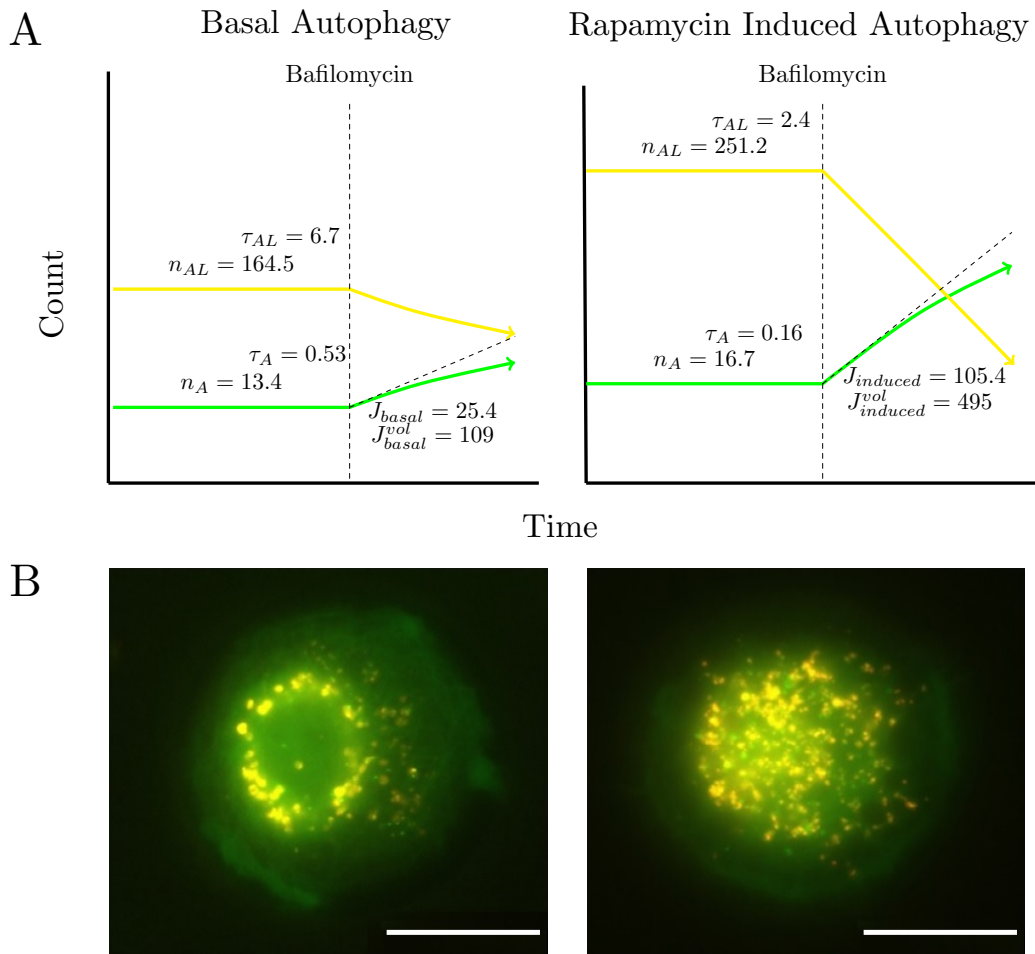 A
Basal Autophagy
Rapamycin Induced Autophagy
Bafilomycin
Bafilomycin
Count
τ_AL = 6.7
n_AL = 164.5
τ_A = 0.53
n_A = 13.4
J_basal = 25.4
J^vol_basal = 109
τ_AL = 2.4
n_AL = 251.2
τ_A = 0.16
n_A = 16.7
J_induced = 105.4
J^vol_induced = 495
Time
B